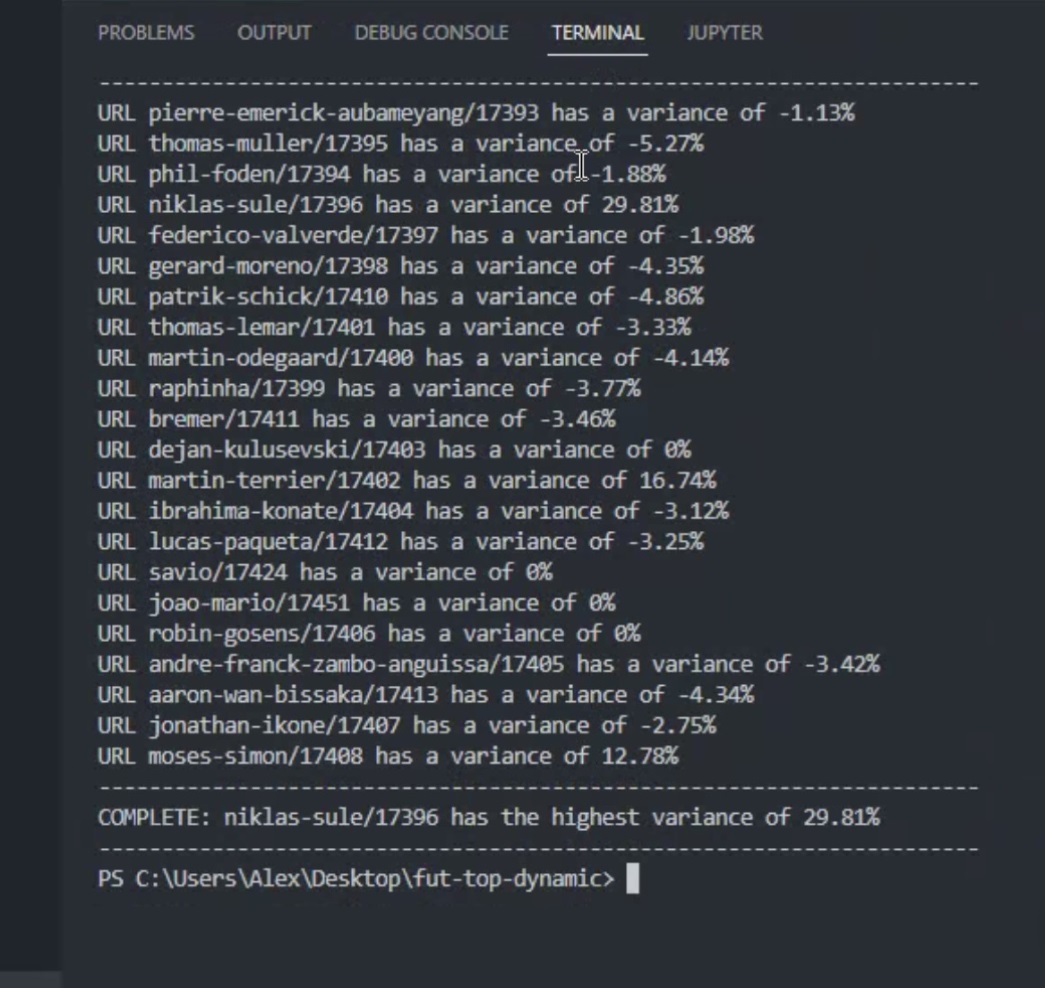 PROBLEMS OUTPUT DEBUG CONSOLE TERMINAL JUPYTER
----------------------------------------------------------------------
URL pierre-emerick-aubameyang/17393 has a variance of -1.13%
URL thomas-muller/17395 has a variance of -5.27%
URL phil-foden/17394 has a variance of -1.88%
URL niklas-sule/17396 has a variance of 29.81%
URL federico-valverde/17397 has a variance of -1.98%
URL gerard-moreno/17398 has a variance of -4.35%
URL patrik-schick/17410 has a variance of -4.86%
URL thomas-lemar/17401 has a variance of -3.33%
URL martin-odegaard/17400 has a variance of -4.14%
URL raphinha/17399 has a variance of -3.77%
URL bremer/17411 has a variance of -3.46%
URL dejan-kulusevski/17403 has a variance of 0%
URL martin-terrier/17402 has a variance of 16.74%
URL ibrahima-konate/17404 has a variance of -3.12%
URL lucas-paqueta/17412 has a variance of -3.25%
URL savio/17424 has a variance of 0%
URL joao-mario/17451 has a variance of 0%
URL robin-gosens/17406 has a variance of 0%
URL andre-franck-zambo-anguissa/17405 has a variance of -3.42%
URL aaron-wan-bissaka/17413 has a variance of -4.34%
URL jonathan-ikone/17407 has a variance of -2.75%
URL moses-simon/17408 has a variance of 12.78%
----------------------------------------------------------------------
COMPLETE: niklas-sule/17396 has the highest variance of 29.81%
----------------------------------------------------------------------
PS C:\Users\Alex\Desktop\fut-top-dynamic>